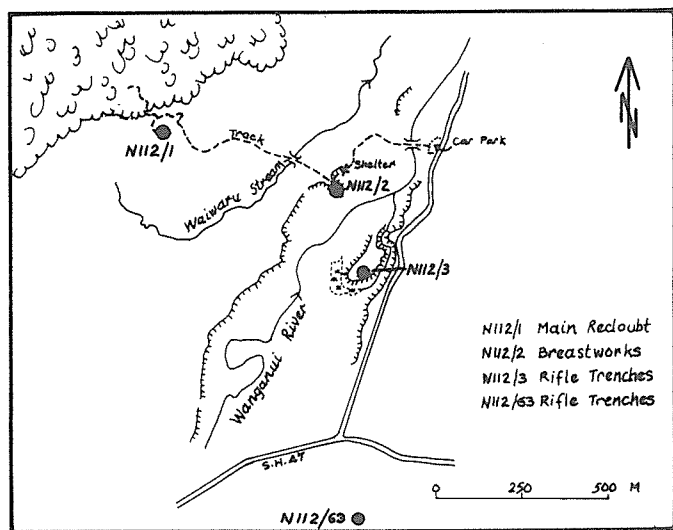 N
N112/1
Track
Car Park
Shelter
N112/2
Waiwaru Stream
N112/3
Wanganui River
N112/1 Main Redoubt
N112/2 Breastworks
N112/3 Rifle Trenches
N112/63 Rifle Trenches
S.H. 47
0 250 500 M
N112/63